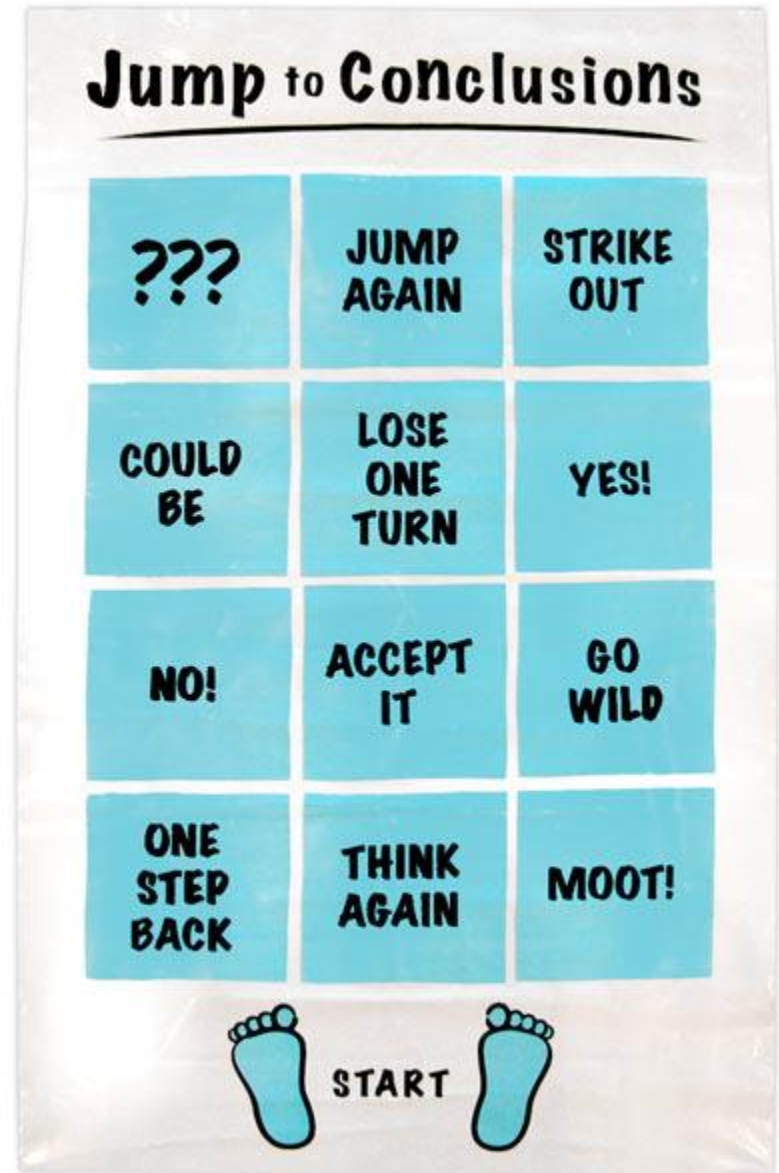 Jump to Conclusions
???
JUMP
AGAIN
STRIKE
OUT
COULD
BE
LOSE
ONE
TURN
YES!
NO!
ACCEPT
IT
GO
WILD
ONE
STEP
BACK
THINK
AGAIN
MOOT!
START